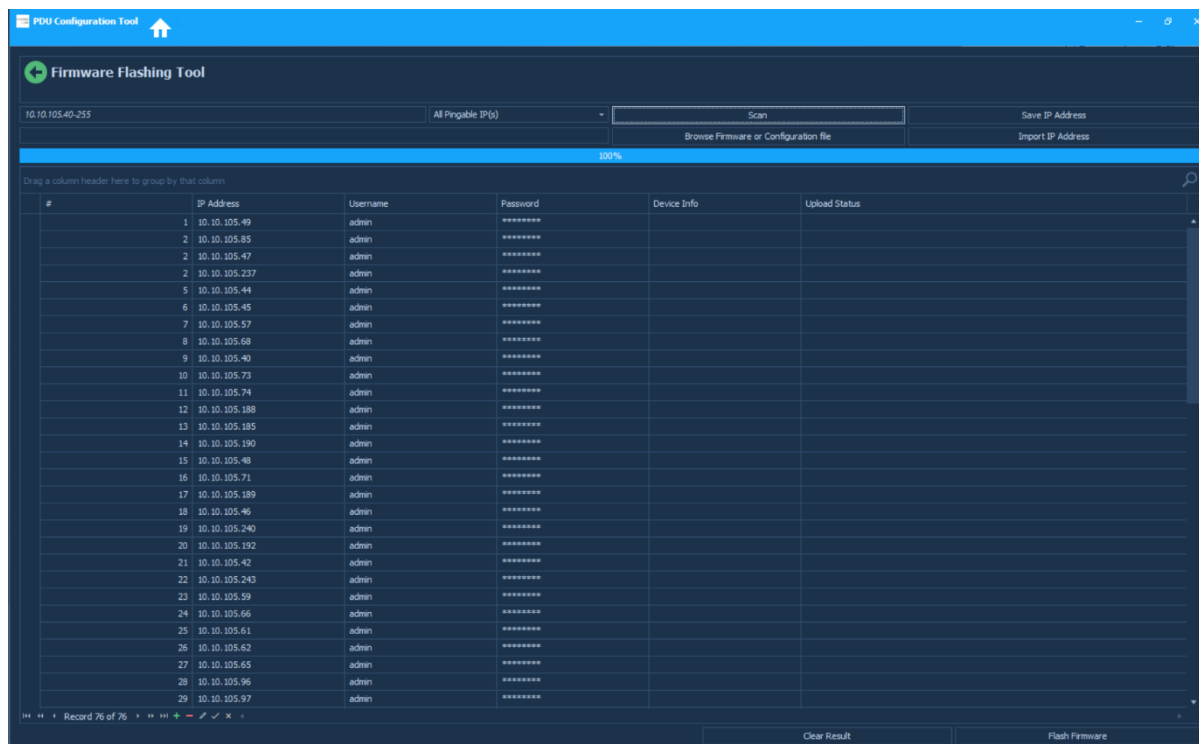 PDU Configuration Tool
Firmware Flashing Tool
10.10.105.40-255 All Pingable IP(s) Scan Save IP Address
Browse Firmware or Configuration file Import IP Address
100%
Drag a column header here to group by that column
# IP Address Username Password Device Info Upload Status
1 10.10.105.49 admin ********
2 10.10.105.85 admin ********
2 10.10.105.47 admin ********
2 10.10.105.237 admin ********
5 10.10.105.44 admin ********
6 10.10.105.45 admin ********
7 10.10.105.57 admin ********
8 10.10.105.68 admin ********
9 10.10.105.40 admin ********
10 10.10.105.73 admin ********
11 10.10.105.74 admin ********
12 10.10.105.188 admin ********
13 10.10.105.185 admin ********
14 10.10.105.190 admin ********
15 10.10.105.48 admin ********
16 10.10.105.71 admin ********
17 10.10.105.189 admin ********
18 10.10.105.46 admin ********
19 10.10.105.240 admin ********
20 10.10.105.192 admin ********
21 10.10.105.42 admin ********
22 10.10.105.243 admin ********
23 10.10.105.59 admin ********
24 10.10.105.66 admin ********
25 10.10.105.61 admin ********
26 10.10.105.62 admin ********
27 10.10.105.65 admin ********
28 10.10.105.96 admin ********
29 10.10.105.97 admin ********
Record 76 of 76
Clear Result Flash Firmware